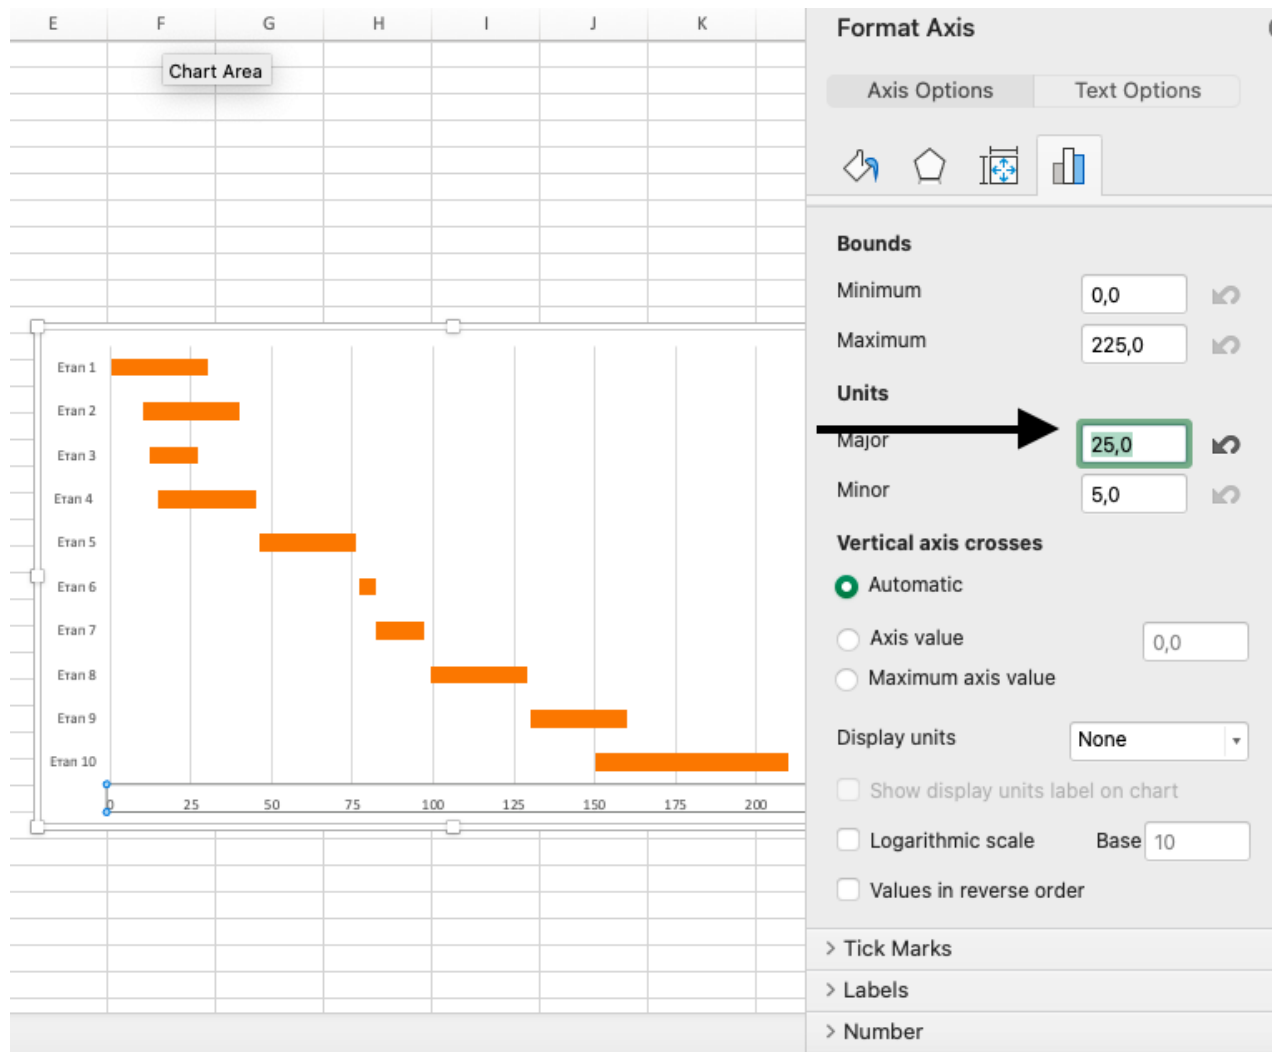 E F G H I J K
Chart Area
Етап 1
Етап 2
Етап 3
Етап 4
Етап 5
Етап 6
Етап 7
Етап 8
Етап 9
Етап 10
0 25 50 75 100 125 150 175 200
Format Axis
Axis Options Text Options
Bounds
Minimum 0,0
Maximum 225,0
Units
Major 25,0
Minor 5,0
Vertical axis crosses
Automatic
Axis value 0,0
Maximum axis value
Display units None
Show display units label on chart
Logarithmic scale Base 10
Values in reverse order
> Tick Marks
> Labels
> Number